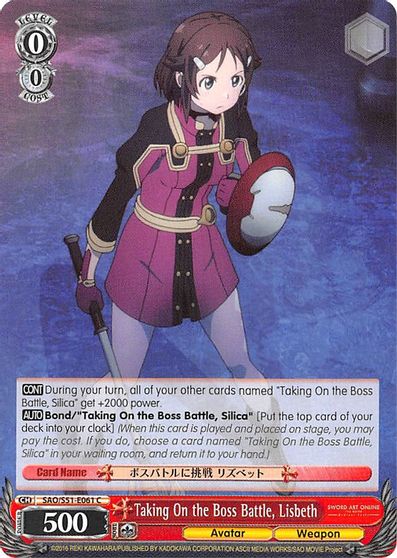 LEVEL
0
0
COST
CONT During your turn, all of your other cards named "Taking On the Boss
Battle, Silica" get +2000 power.
AUTO Bond/"Taking On the Boss Battle, Silica" [Put the top card of your
deck into your clock] (When this card is played and placed on stage, you may
pay the cost. If you do, choose a card named "Taking On the Boss Battle,
Silica" in your waiting room, and return it to your hand.)
Card Name ボスバトルに挑戦 リズベット
CH SAO/S51-E061 C
POWER
500
Taking On the Boss Battle, Lisbeth
SWORD ART ONLINE
Avatar Weapon
©2016 REKI KAWAHARA/PUBLISHED BY KADOKAWA CORPORATION ASCII MEDIA WORKS/SAO MOVIE Project